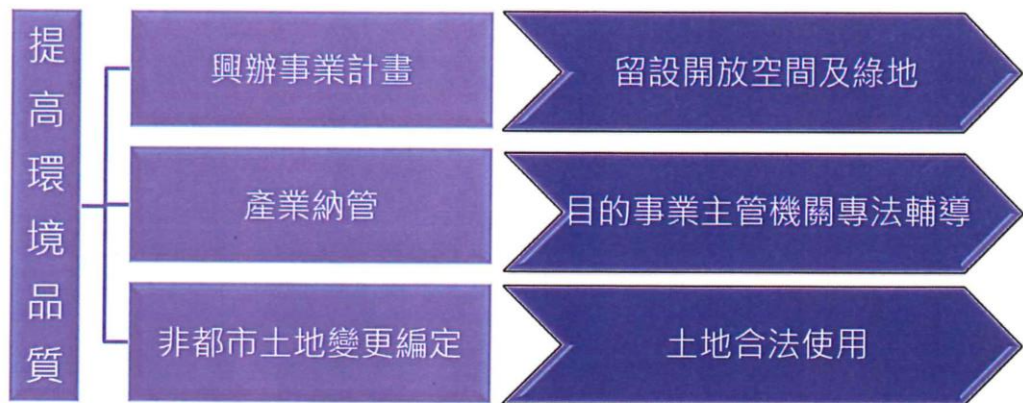 提高環境品質
興辦事業計畫
留設開放空間及綠地
產業納管
目的事業主管機關專法輔導
非都市土地變更編定
土地合法使用